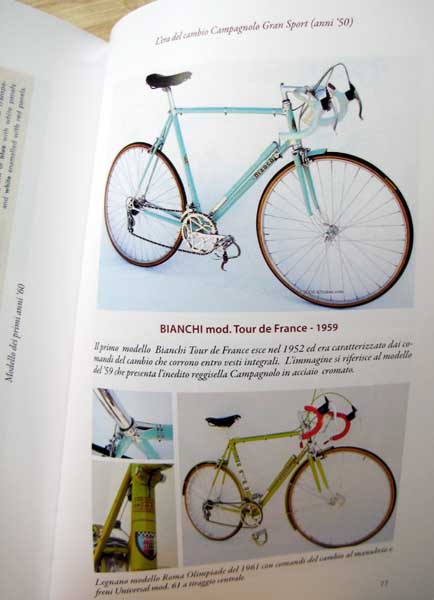 L'era del cambio Campagnolo Gran Sport (anni '50)
BIANCHI
BIANCHI mod. Tour de France - 1959
Il primo modello Bianchi Tour de France esce nel 1952 ed era caratterizzato dai co-
mandi del cambio che corrono entro vesti integrali. L'immagine si riferisce al modello
del '59 che presenta l'inedito reggisella Campagnolo in acciaio cromato.
Legnano modello Roma Olimpiade del 1961 con comandi del cambio al manubrio e
freni Universal mod. 61 a tiraggio centrale.
77
Modello dei primi anni '60
blue with white panels
and white enamelled with red panels.